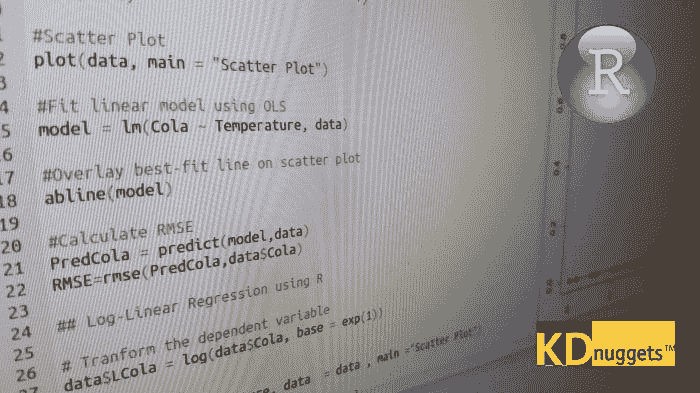 #Scatter Plot
2 plot(data, main = "Scatter Plot")
3
4 #Fit linear model using OLS
5 model = lm(Cola ~ Temperature, data)
16
17 #Overlay best-fit line on scatter plot
18 abline(model)
19
20 #Calculate RMSE
21 PredCola = predict(model,data)
22 RMSE=rmse(PredCola,data$Cola)
23
24 ## Log-Linear Regression using R
25
26 # Tranform the dependent variable
27 data$LCola = log(data$Cola, base = exp(1))
data = data , main ="Scatter Plot")
R
KDnuggets™